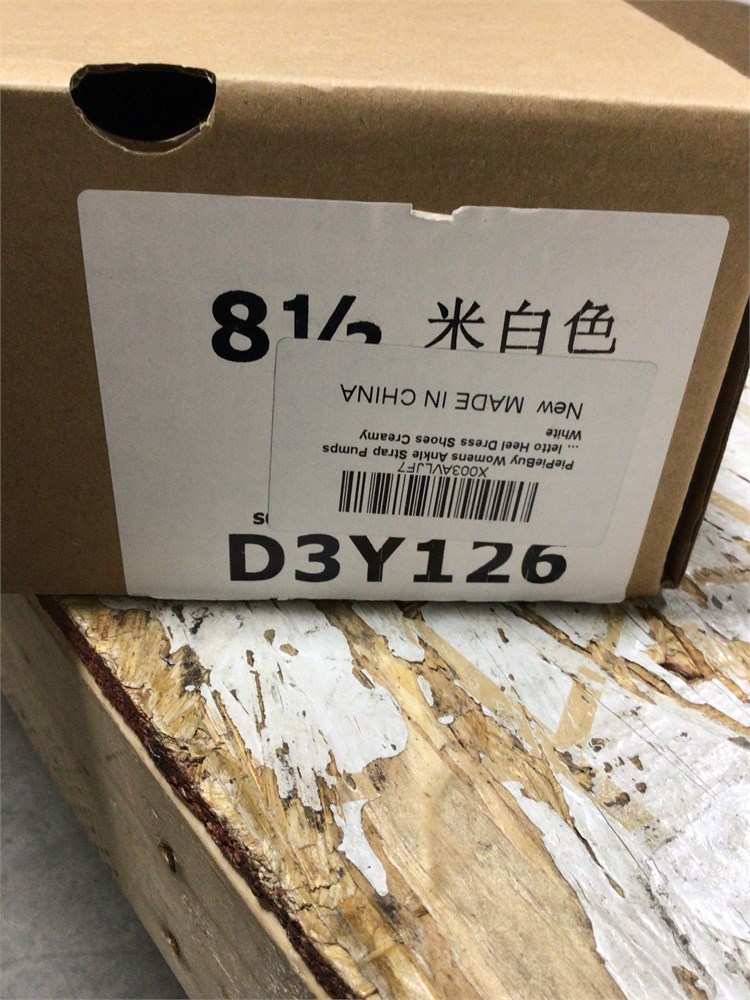 8½ 米白色
New MADE IN CHINA
White
... letto Heel Dress Shoes Creamy
PiePieBuy Womens Ankle Strap Pumps
X003AVLJF7
D3Y126